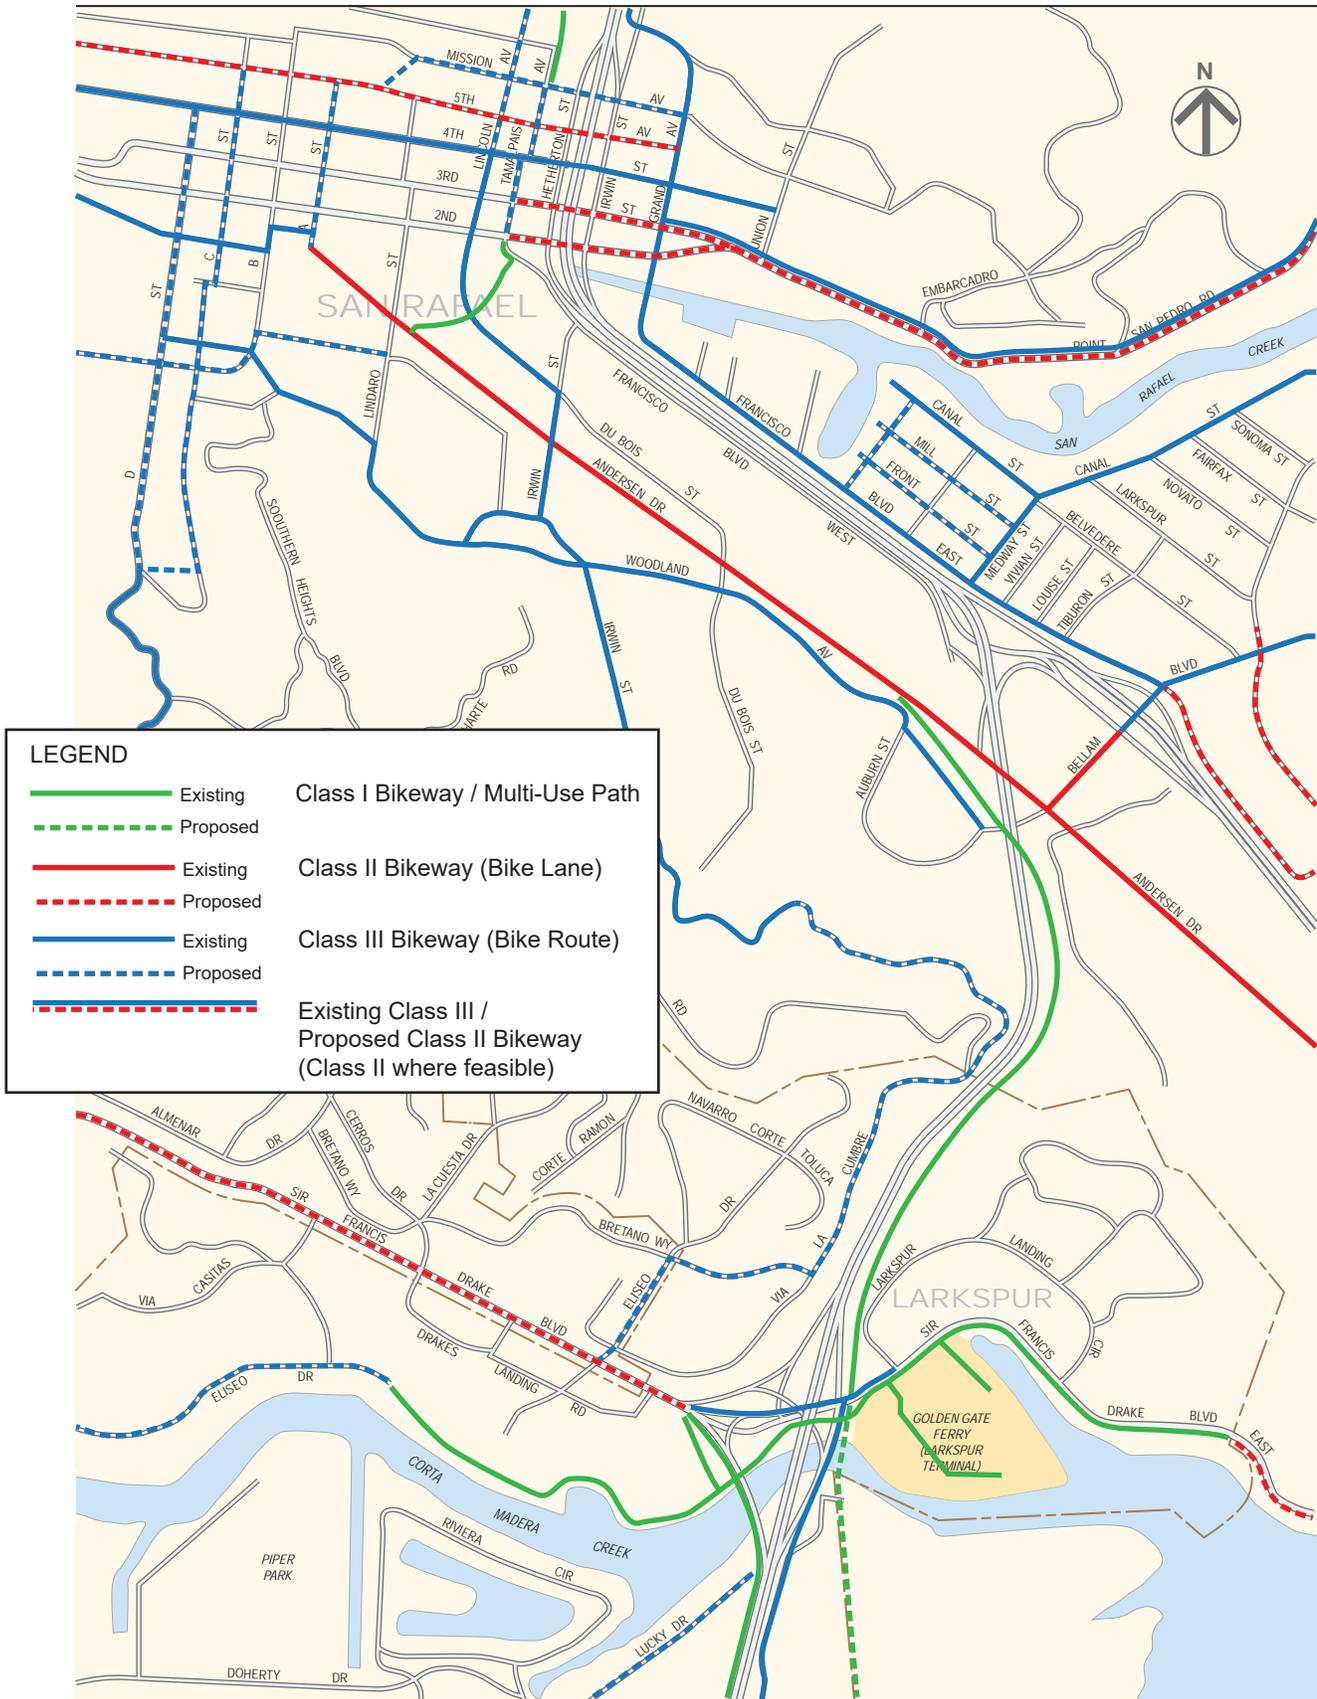 MISSION
AV
AV
5TH
ST
AV
4TH
ST
AV
AV
ST
ST
ST
LINCOLN
TAMALPAIS
HETHERTON
IRWIN
GRAND
ST
3RD
ST
2ND
ST
UNION
N
A
B
C
ST
ST
SAN RAFAEL
EMBARCADRO
SAN PEDRO RD
POINT
CREEK
RAFAEL
SAN
LINDARO
ST
FRANCISCO
BLVD
FRANCISCO
CANAL
ST
MILL
ST
FRONT
ST
BLVD
EAST
WEST
CANAL
ST
SONOMA ST
FAIRFAX
ST
NOVATO
ST
LARKSPUR
ST
BELVEDERE
ST
MEDWAY ST
VIVIAN ST
LOUISE ST
TIBURON
ST
DU BOIS
ST
ANDERSEN DR
D
IRWIN
SOOUTHERN
HEIGHTS
BLVD
WOODLAND
AV
IRWIN
ST
RD
HARTE
DU BOIS
ST
BLVD
BELLAM
AUBURN ST
ANDERSEN DR
LEGEND
Existing
Class I Bikeway / Multi-Use Path
Proposed
Existing
Class II Bikeway (Bike Lane)
Proposed
Existing
Class III Bikeway (Bike Route)
Proposed
Existing Class III /
Proposed Class II Bikeway
(Class II where feasible)
RD
ALMENAR
DR
CERROS
DR
BRETANO WY
LA CUESTA DR
CORTE
RAMON
NAVARRO
CORTE
TOLUCA
DR
CUMBRE
LA
VIA
SIR
FRANCIS
DRAKE
BLVD
BRETANO WY
ELISEO
VIA
CASITAS
DRAKES
LANDING
RD
LARKSPUR
LANDING
CIR
LARKSPUR
SIR
FRANCIS
DRAKE
BLVD
EAST
ELISEO
DR
GOLDEN GATE
FERRY
(LARKSPUR
TERMINAL)
CORTA
MADERA
CREEK
PIPER
PARK
RIVIERA
CIR
LUCKY DR
DOHERTY
DR